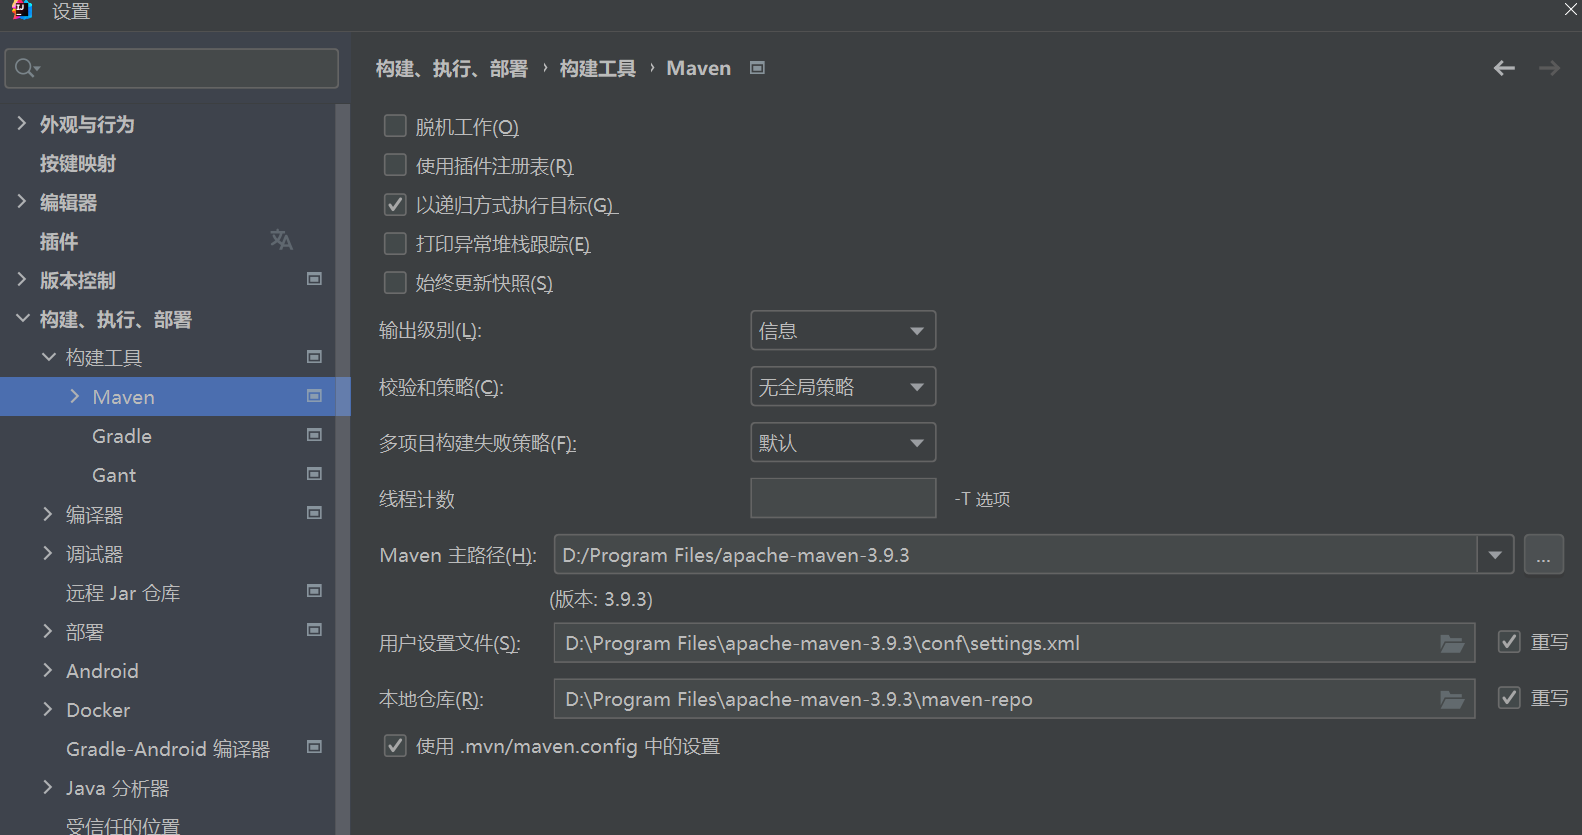 设置
外观与行为
按键映射
编辑器
插件
版本控制
构建、执行、部署
构建工具
Maven
Gradle
Gant
编译器
调试器
远程 Jar 仓库
部署
Android
Docker
Gradle-Android 编译器
Java 分析器
受信任的位置
构建、执行、部署 › 构建工具 › Maven
脱机工作(O)
使用插件注册表(R)
以递归方式执行目标(G)
打印异常堆栈跟踪(E)
始终更新快照(S)
输出级别(L): 信息
校验和策略(C): 无全局策略
多项目构建失败策略(F): 默认
线程计数 -T 选项
Maven 主路径(H): D:/Program Files/apache-maven-3.9.3 ...
(版本: 3.9.3)
用户设置文件(S): D:\Program Files\apache-maven-3.9.3\conf\settings.xml 重写
本地仓库(R): D:\Program Files\apache-maven-3.9.3\maven-repo 重写
使用 .mvn/maven.config 中的设置